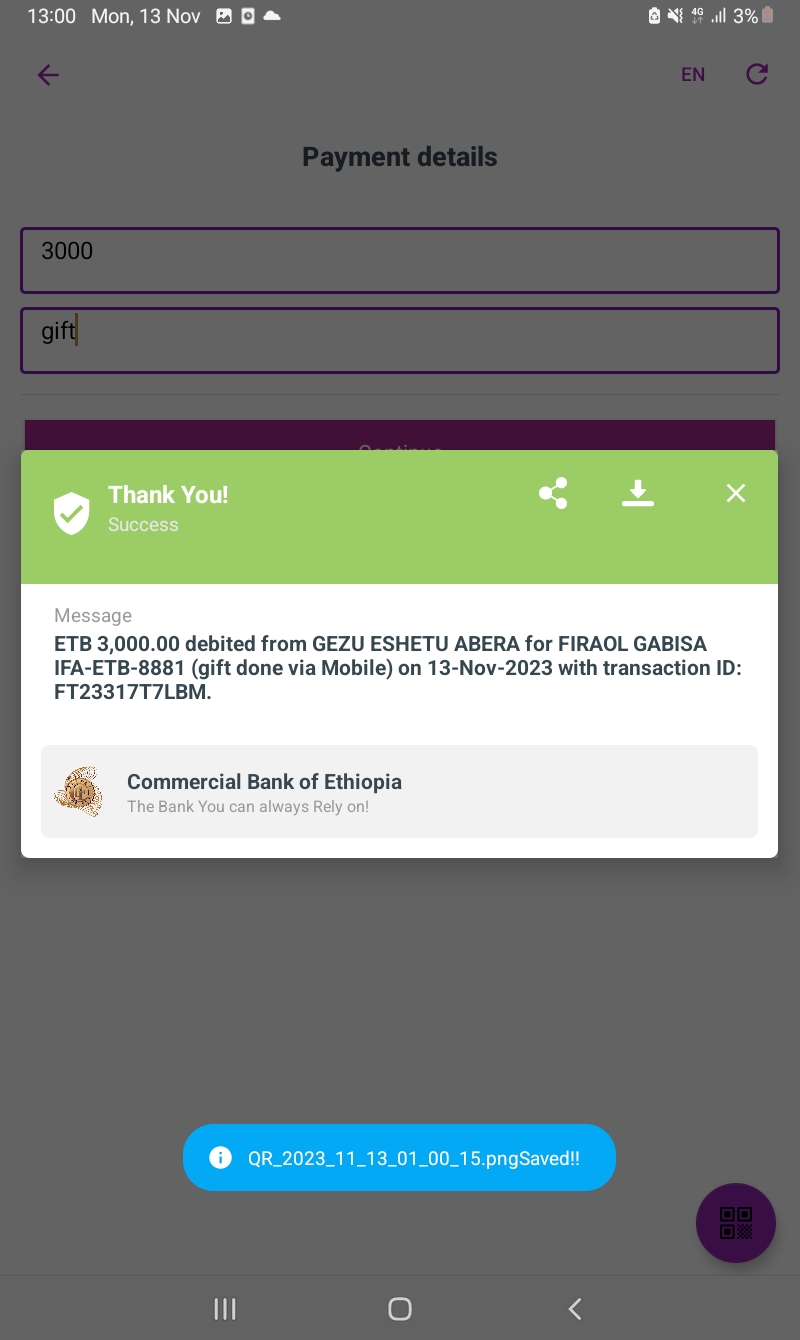 13:00 Mon, 13 Nov 4G 3%
EN
Payment details
3000
gift
Continue
Thank You!
Success
Message
ETB 3,000.00 debited from GEZU ESHETU ABERA for FIRAOL GABISA
IFA-ETB-8881 (gift done via Mobile) on 13-Nov-2023 with transaction ID:
FT23317T7LBM.
Commercial Bank of Ethiopia
The Bank You can always Rely on!
QR_2023_11_13_01_00_15.pngSaved!!